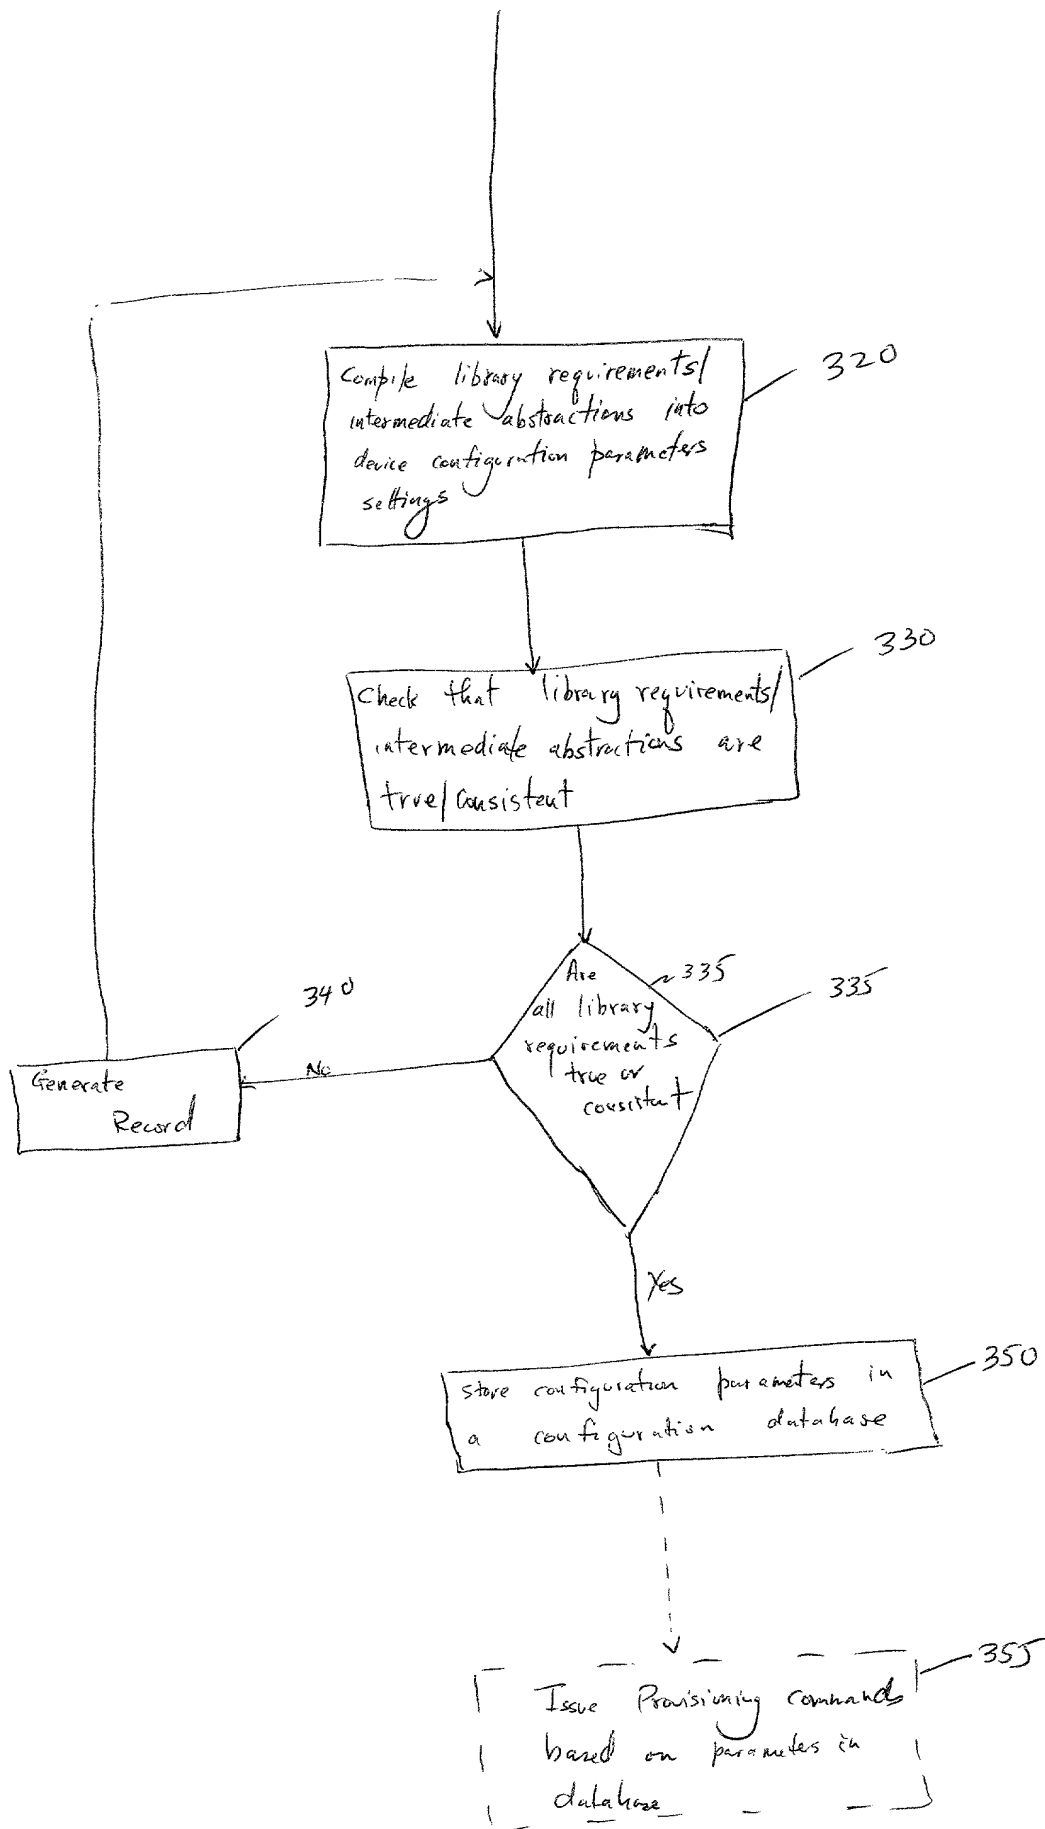 Compile library requirements/
320
intermediate abstractions into
device configuration parameters
settings
330
Check that library requirements/
intermediate abstractions are
true/consistent
Are
335
335
all library
requirements
true or
consistent
340
No
Generate
Record
Yes
350
store configuration parameters in
a configuration database
355
Issue Provisioning commands
based on parameters in
database